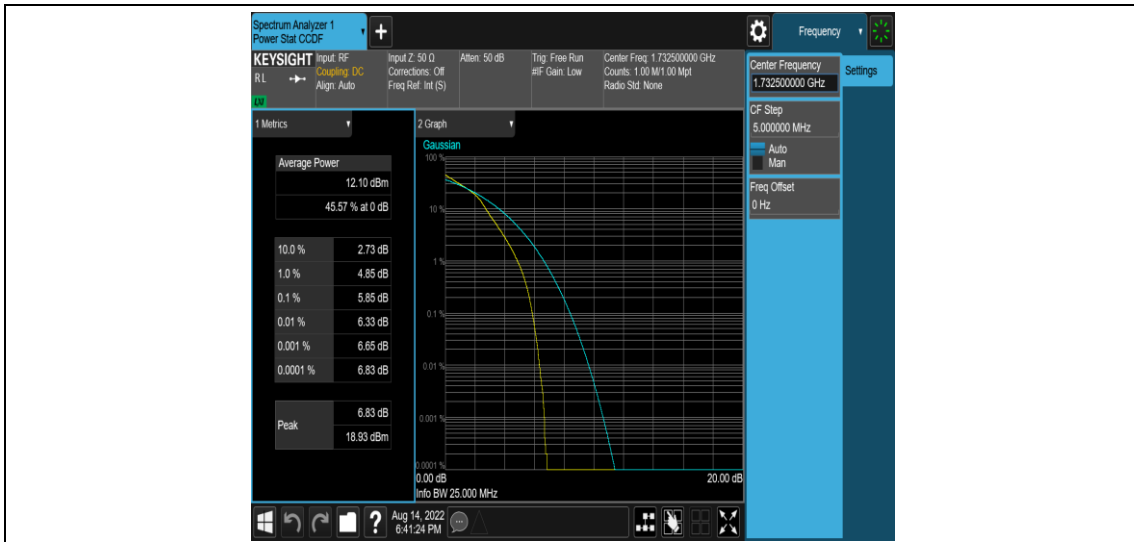 Spectrum Analyzer 1
Power Stat CCDF
+
Frequency
KEYSIGHT
RL
LXI
Input: RF
Coupling: DC
Align: Auto
Input Z: 50 Ω
Corrections: Off
Freq Ref: Int (S)
Atten: 50 dB
Trig: Free Run
#IF Gain: Low
Center Freq: 1.732500000 GHz
Counts: 1.00 M/1.00 Mpt
Radio Std: None
Center Frequency
1.732500000 GHz
Settings
CF Step
5.000000 MHz
Auto
Man
Freq Offset
0 Hz
1 Metrics
Average Power
12.10 dBm
45.57 % at 0 dB
10.0 % 2.73 dB
1.0 % 4.85 dB
0.1 % 5.85 dB
0.01 % 6.33 dB
0.001 % 6.65 dB
0.0001 % 6.83 dB
Peak
6.83 dB
18.93 dBm
2 Graph
Gaussian
100 %
10 %
1 %
0.1 %
0.01 %
0.001 %
0.0001 %
0.00 dB 20.00 dB
Info BW 25.000 MHz
?
Aug 14, 2022
6:41:24 PM